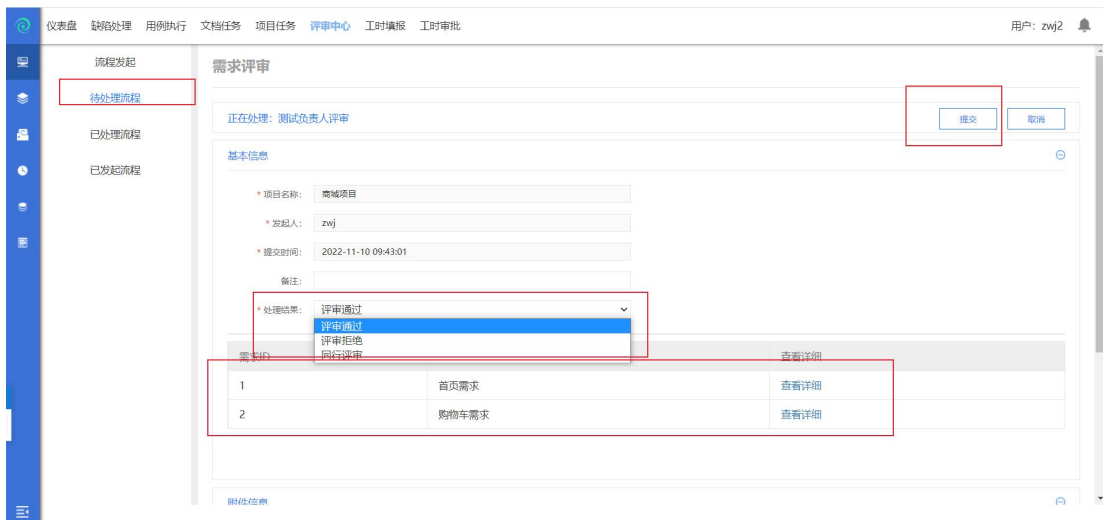 仪表盘 缺陷处理 用例执行 文档任务 项目任务 评审中心 工时填报 工时审批 用户：zwj2
流程发起
待处理流程
已处理流程
已发起流程
需求评审
正在处理：测试负责人评审 提交 取消
基本信息
* 项目名称： 商城项目
* 发起人： zwj
* 提交时间： 2022-11-10 09:43:01
备注：
* 处理结果： 评审通过
评审通过
评审拒绝
同行评审
需求ID 查看详细
1 首页需求 查看详细
2 购物车需求 查看详细
附件信息